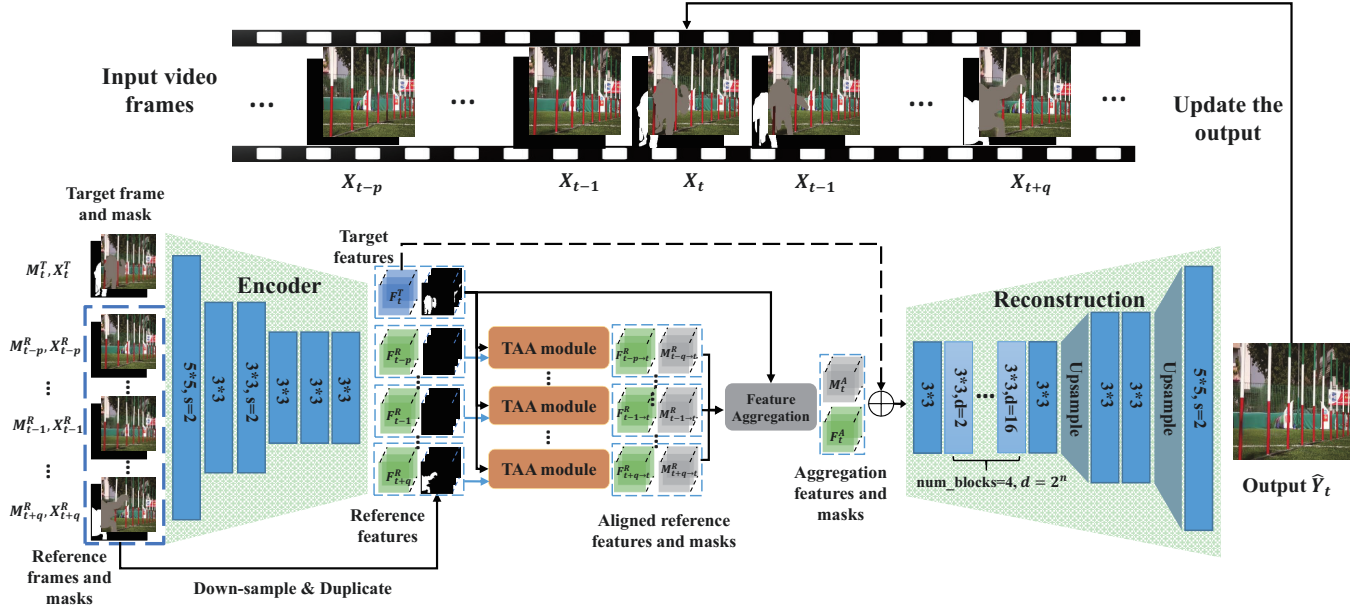 Input video
frames
...
...
...
...
Update the
output
X_{t-p}
X_{t-1}
X_t
X_{t-1}
X_{t+q}
Target frame
and mask
M_t^T, X_t^T
M_{t-p}^R, X_{t-p}^R
...
M_{t-1}^R, X_{t-1}^R
...
M_{t+q}^R, X_{t+q}^R
Reference
frames and
masks
Encoder
5*5, s=2
3*3
3*3, s=2
3*3
3*3
3*3
Down-sample & Duplicate
Target
features
F_t^T
F_{t-p}^R
F_{t-1}^R
F_{t+q}^R
Reference
features
TAA module
...
TAA module
...
TAA module
F_{t-p→t}^R
M_{t-q→t}^R
F_{t-1→t}^R
M_{t-1→t}^R
F_{t+q→t}^R
M_{t+q→t}^R
Aligned reference
features and masks
Feature
Aggregation
M_t^A
F_t^A
Aggregation
features and
masks
Reconstruction
3*3
3*3,d=2
...
3*3,d=16
3*3
Upsample
3*3
3*3
Upsample
5*5, s=2
num_blocks=4, d = 2^n
Output Ŷ_t